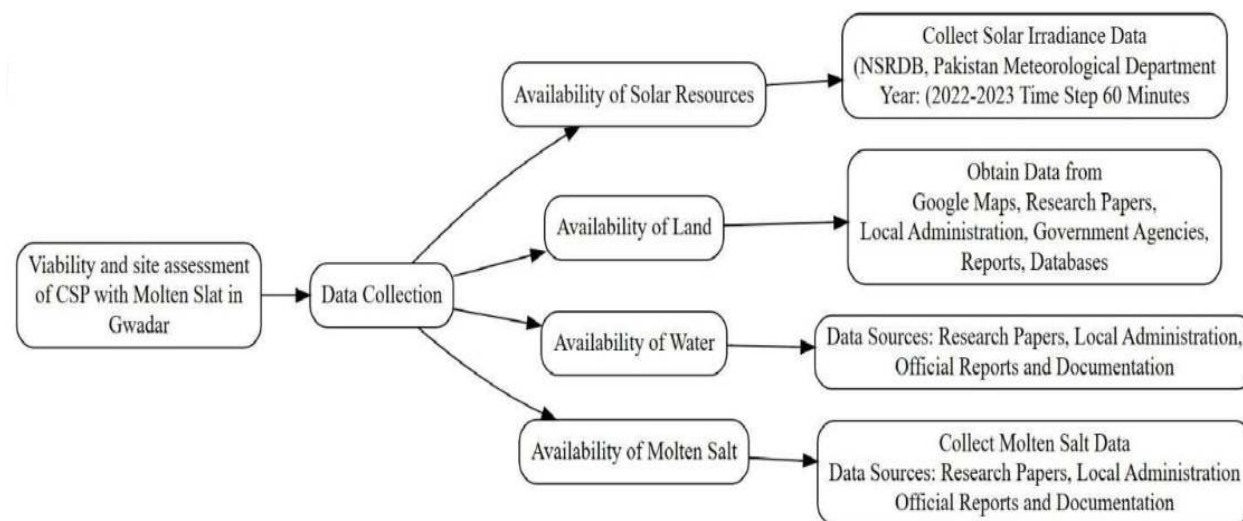 Viability and site assessment
of CSP with Molten Slat in
Gwadar
Data Collection
Availability of Solar Resources
Collect Solar Irradiance Data
(NSRDB, Pakistan Meteorological Department
Year: (2022-2023 Time Step 60 Minutes
Availability of Land
Obtain Data from
Google Maps, Research Papers,
Local Administration, Government Agencies,
Reports, Databases
Availability of Water
Data Sources: Research Papers, Local Administration,
Official Reports and Documentation
Availability of Molten Salt
Collect Molten Salt Data
Data Sources: Research Papers, Local Administration
Official Reports and Documentation